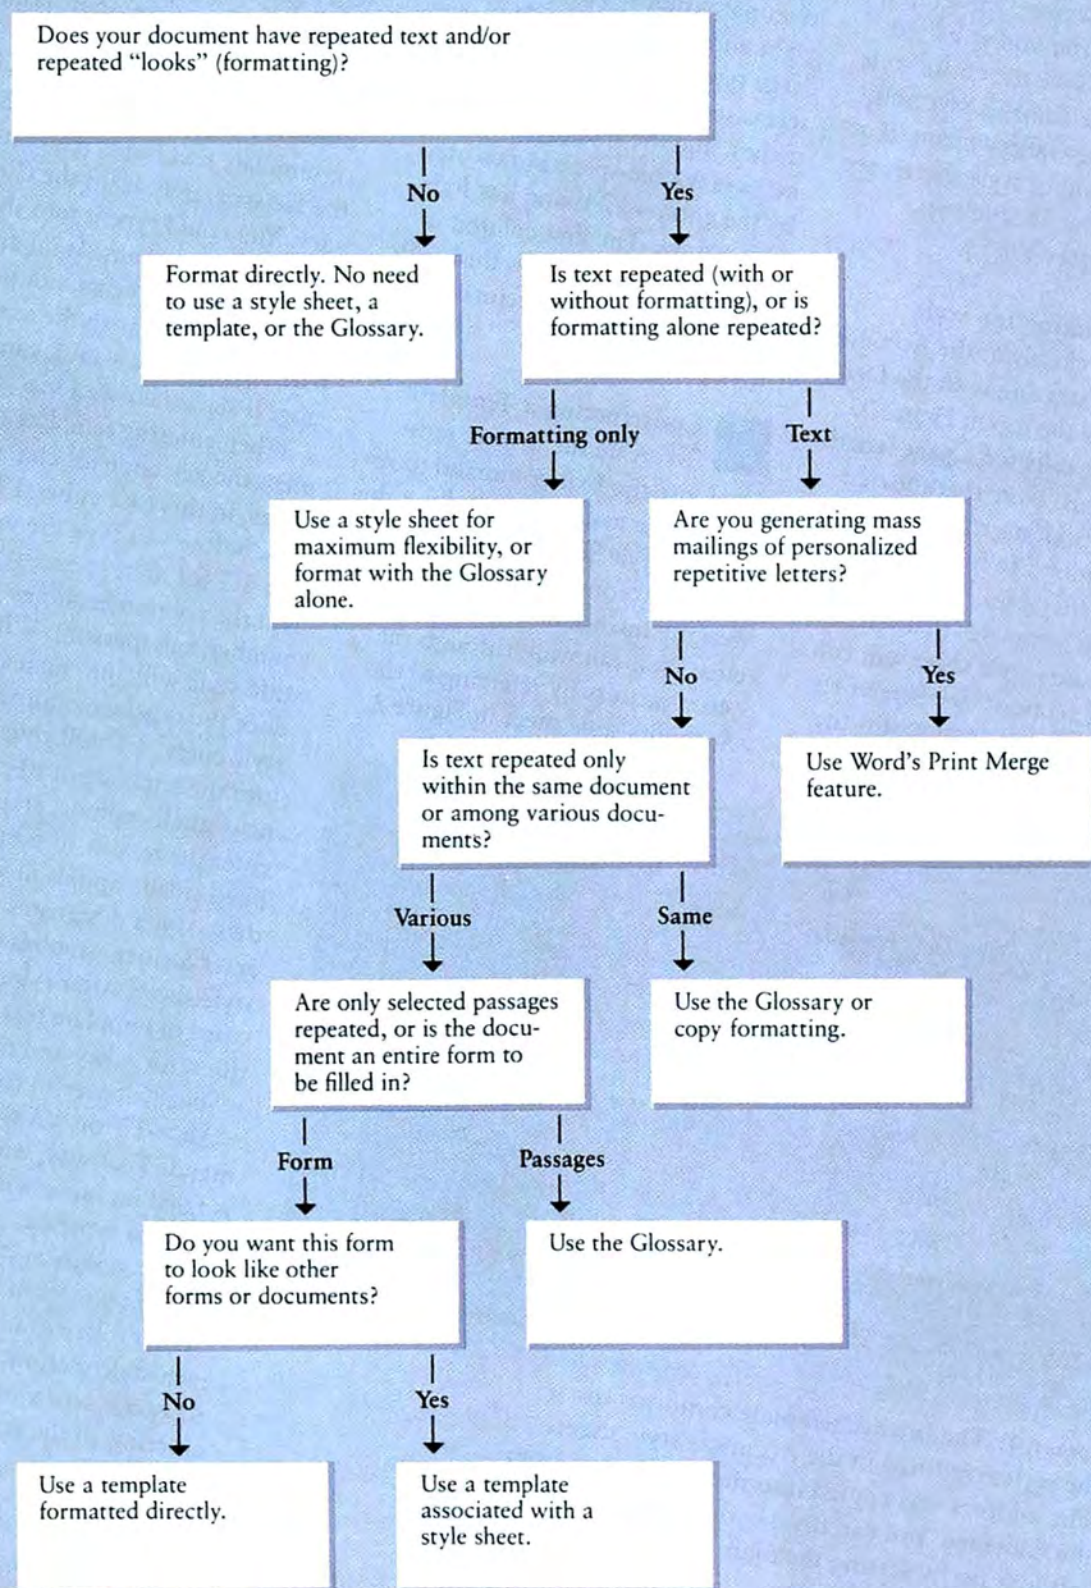 Does your document have repeated text and/or
repeated “looks” (formatting)?
No
Yes
Format directly. No need
to use a style sheet, a
template, or the Glossary.
Is text repeated (with or
without formatting), or is
formatting alone repeated?
Formatting only
Text
Use a style sheet for
maximum flexibility, or
format with the Glossary
alone.
Are you generating mass
mailings of personalized
repetitive letters?
No
Yes
Is text repeated only
within the same document
or among various docu-
ments?
Use Word's Print Merge
feature.
Various
Same
Are only selected passages
repeated, or is the docu-
ment an entire form to
be filled in?
Use the Glossary or
copy formatting.
Form
Passages
Do you want this form
to look like other
forms or documents?
Use the Glossary.
No
Yes
Use a template
formatted directly.
Use a template
associated with a
style sheet.